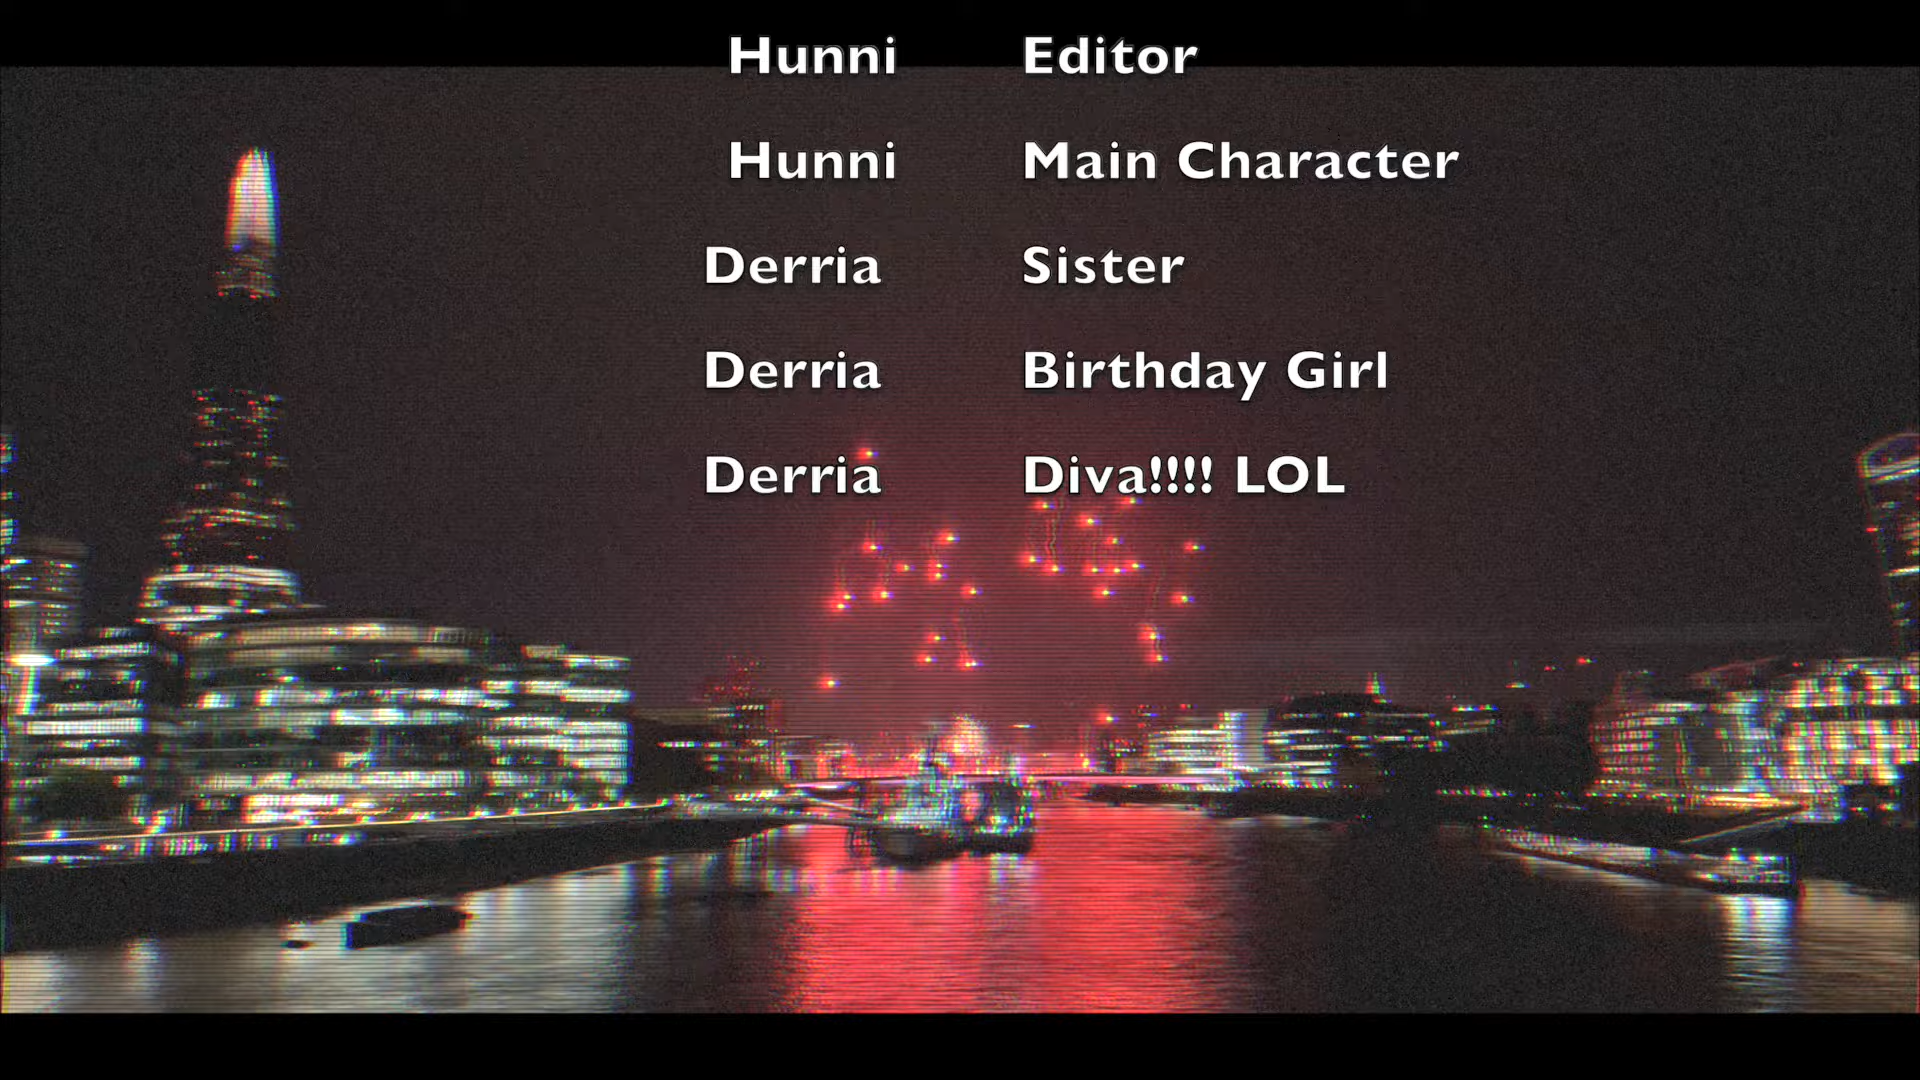 Hunni Editor
Hunni Main Character
Derria Sister
Derria Birthday Girl
Derria Diva!!!! LOL